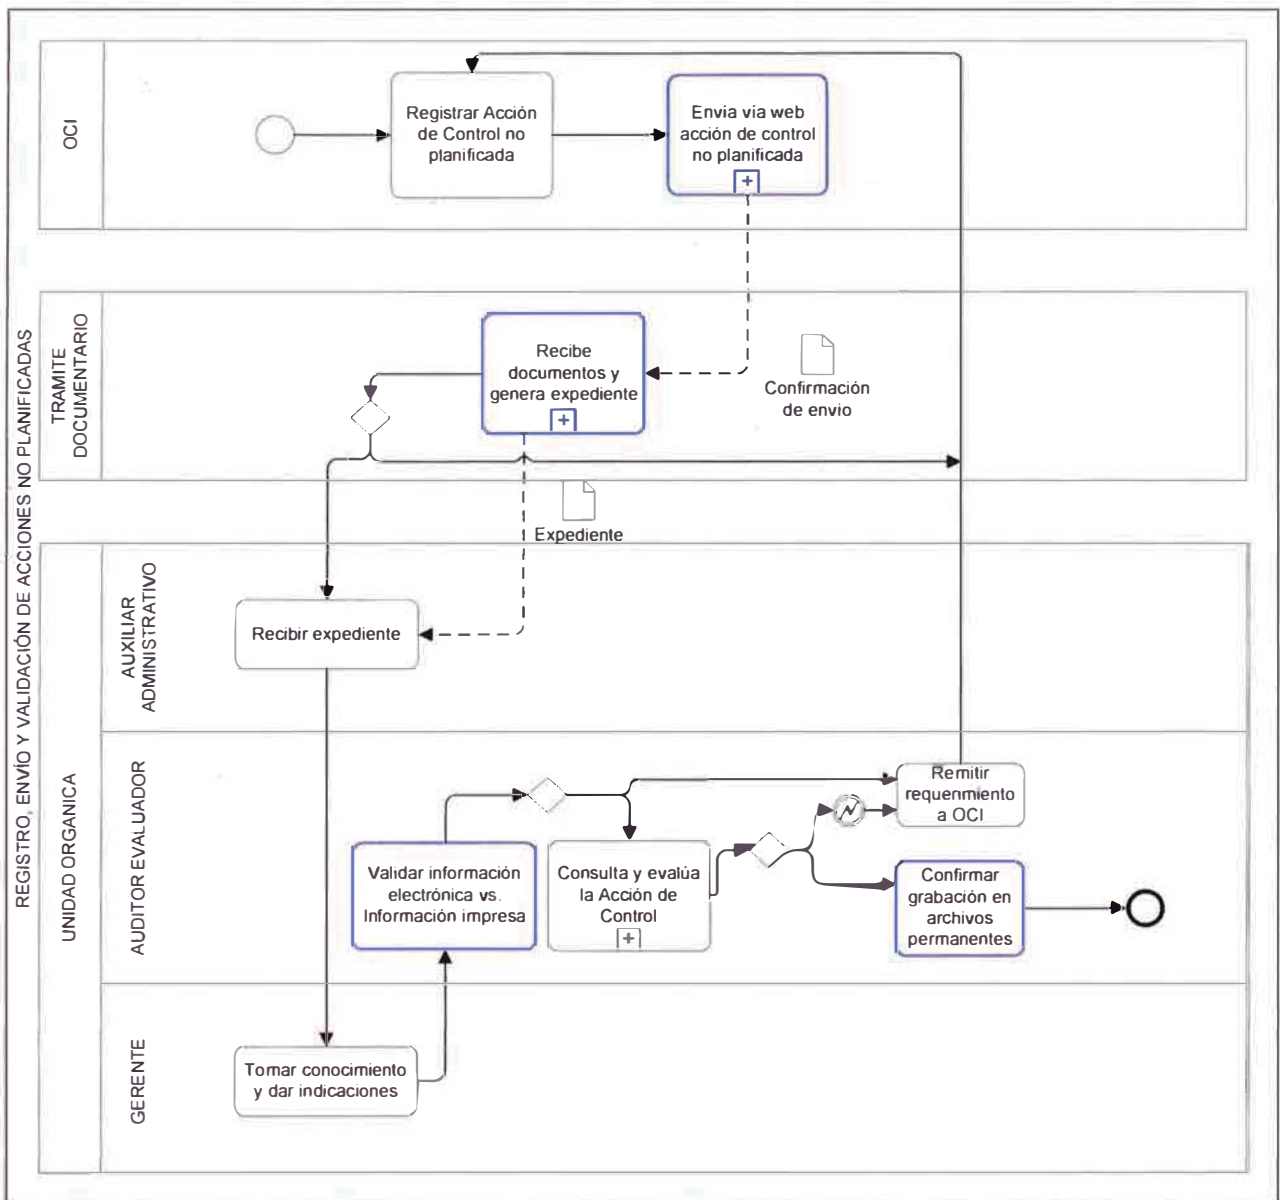 REGISTRO, ENVÍO Y VALIDACIÓN DE ACCIONES NO PLANIFICADAS
OCI
Registrar Acción
de Control no
planificada
Envía vía web
acción de control
no planificada
TRAMITE
DOCUMENTARIO
Recibe
documentos y
genera expediente
Confirmación
de envio
Expediente
UNIDAD ORGANICA
AUXILIAR
ADMINISTRATIVO
Recibir expediente
AUDITOR EVALUADOR
Validar información
electrónica vs.
Información impresa
Consulta y evalúa
la Acción de
Control
Remitir
requerimiento
a OCI
Confirmar
grabación en
archivos
permanentes
GERENTE
Tomar conocimiento
y dar indicaciones